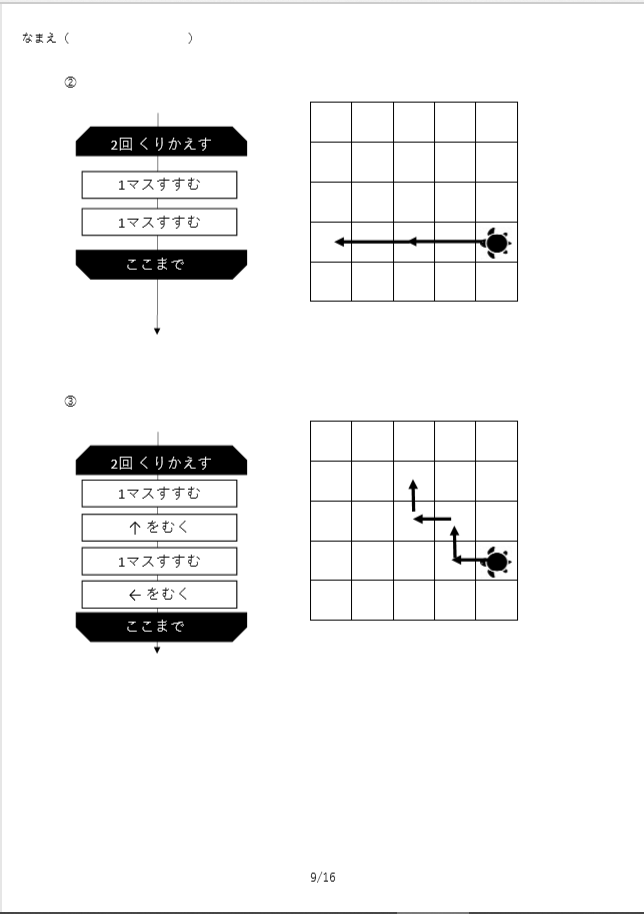 なまえ（　　　　　　　　）
②
2回くりかえす
1マスすすむ
1マスすすむ
ここまで
③
2回くりかえす
1マスすすむ
↑をむく
1マスすすむ
←をむく
ここまで
9/16